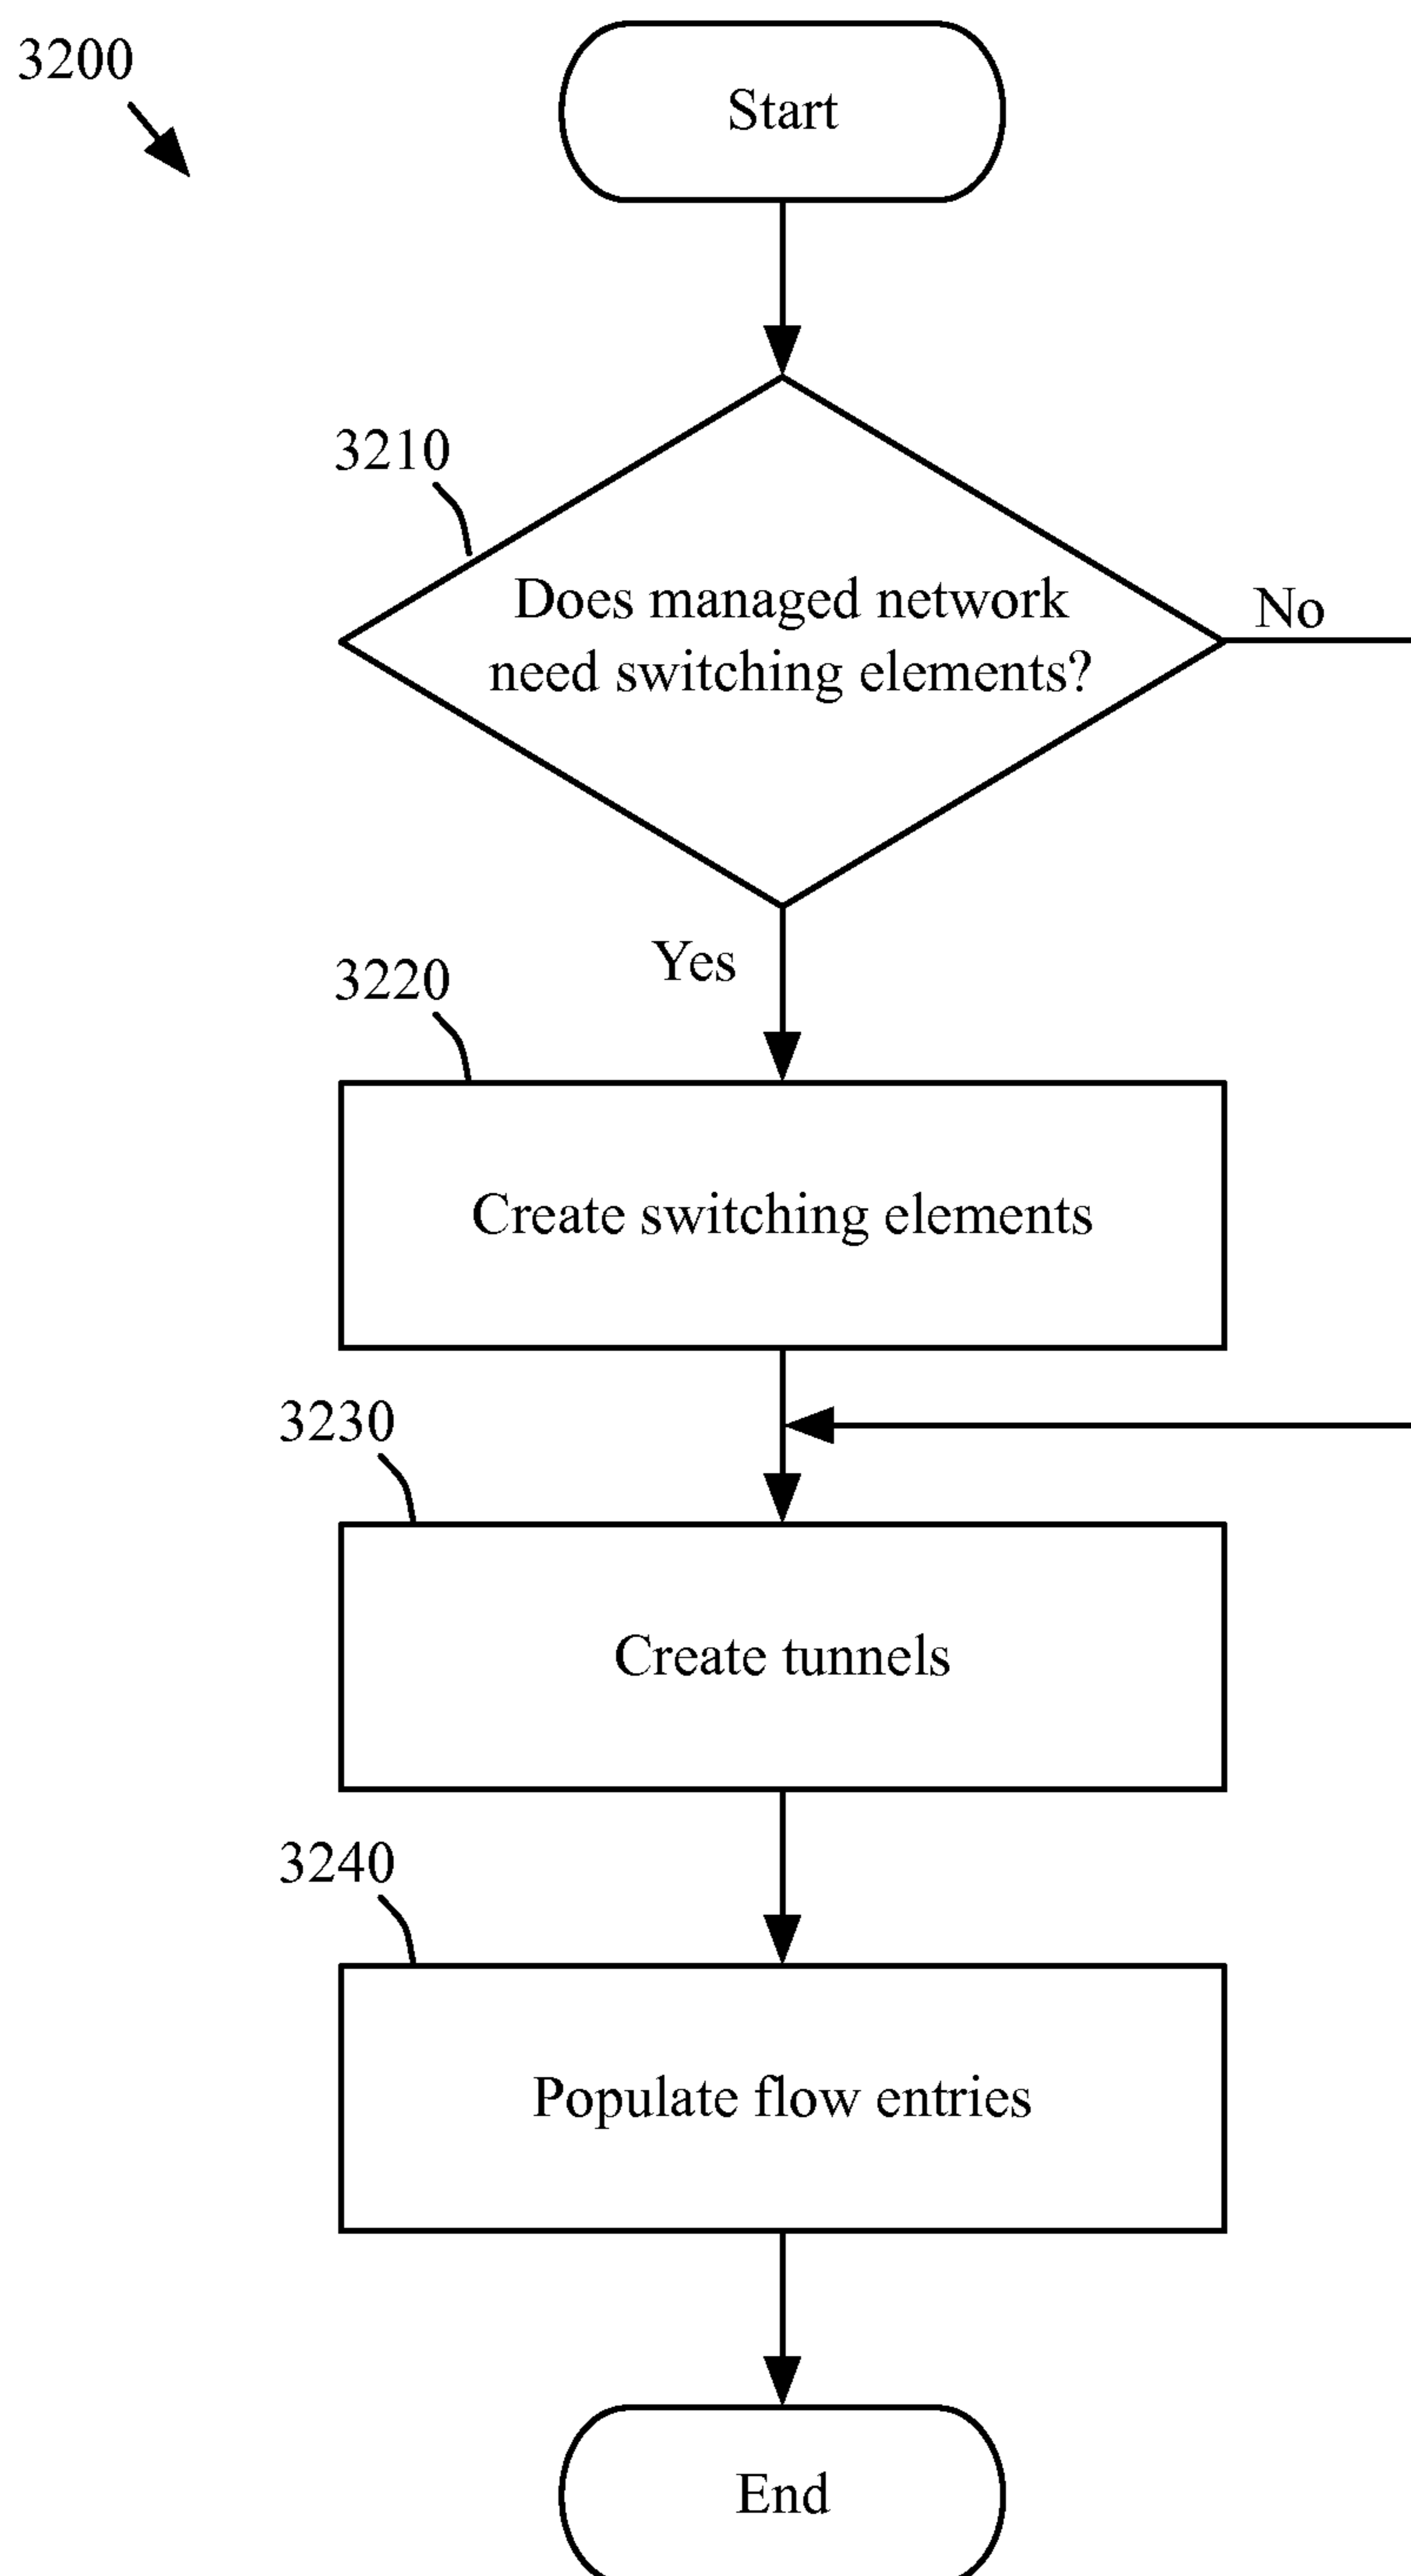 3200
Start
3210
Does managed network
need switching elements?
No
Yes
3220
Create switching elements
3230
Create tunnels
3240
Populate flow entries
End